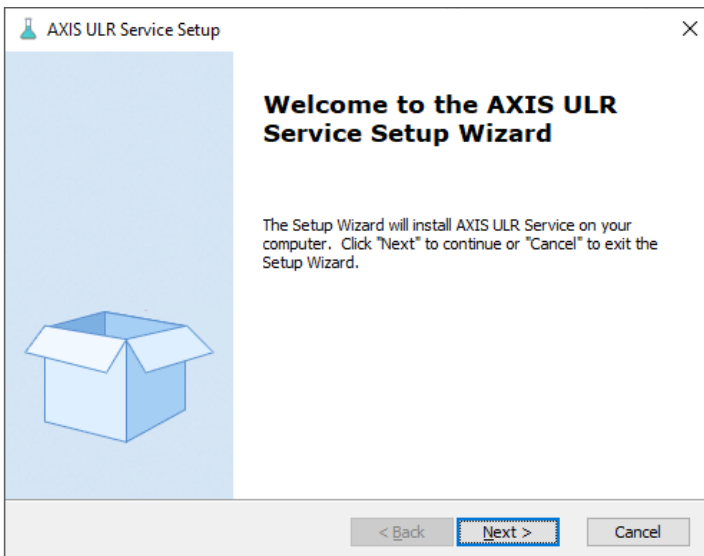 AXIS ULR Service Setup
Welcome to the AXIS ULR
Service Setup Wizard
The Setup Wizard will install AXIS ULR Service on your
computer. Click "Next" to continue or "Cancel" to exit the
Setup Wizard.
< Back
Next >
Cancel